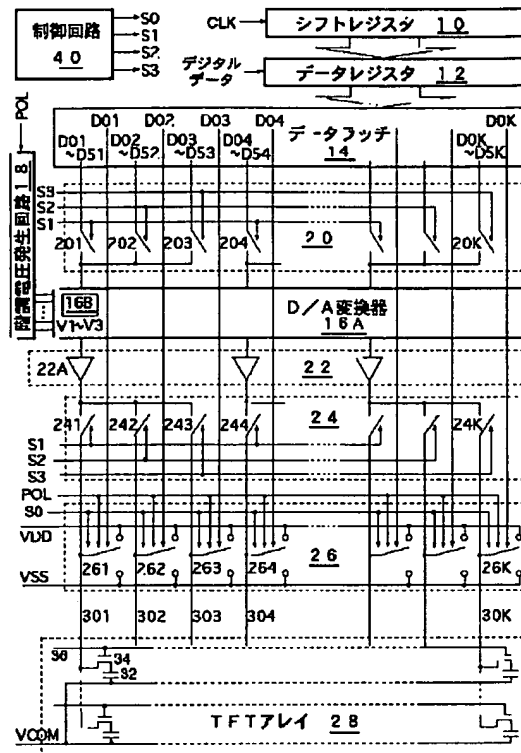 制御回路
40
S0
S1
S2
S3
CLK
シフトレジスタ 10
デジタル
データ
データレジスタ 12
POL
D01 D02 D03 D04 D0K
D01 D02 D03 D04 D0K
~D51 ~D52 ~D53 ~D54 ~D5K
データラッチ
14
階調電圧発生回路 18
S3
S2
S1
201 202 203 204 20 20K
16B
V1~V3
D/A変換器
16A
22A 22
241 242 243 244 24 24K
S1
S2
S3
POL
S0
VDD
261 262 263 264 26 26K
VSS
301 302 303 304 30K
36
34
32
VCOM
TFTアレイ 28